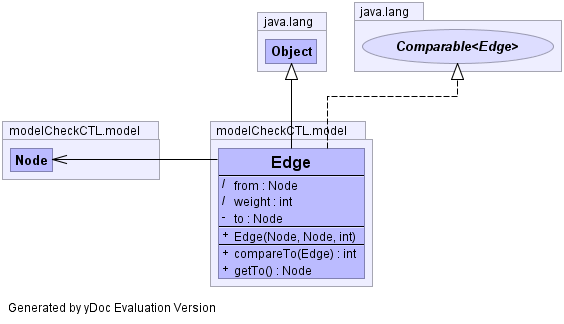 java.lang
Object
java.lang
Comparable<Edge>
modelCheckCTL.model
Node
modelCheckCTL.model
Edge
/ from : Node
/ weight : int
- to : Node
+ Edge(Node, Node, int)
+ compareTo(Edge) : int
+ getTo() : Node
Generated by yDoc Evaluation Version